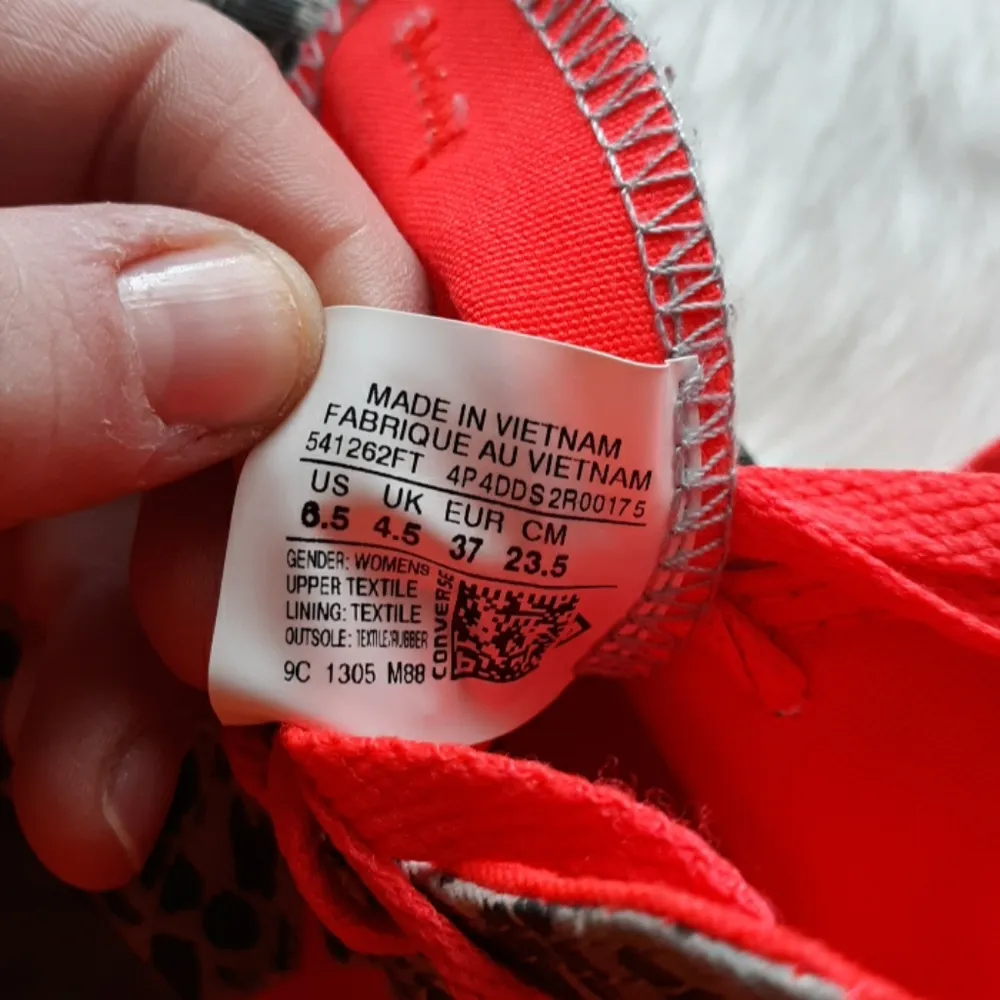 MADE IN VIETNAM
FABRIQUE AU VIETNAM
541262FT 4P4DDS2R00175
US UK EUR CM
6.5 4.5 37 23.5
GENDER: WOMENS
UPPER TEXTILE
LINING: TEXTILE
OUTSOLE: TEXTILE/RUBBER
9C 1305 M88
CONVERSE